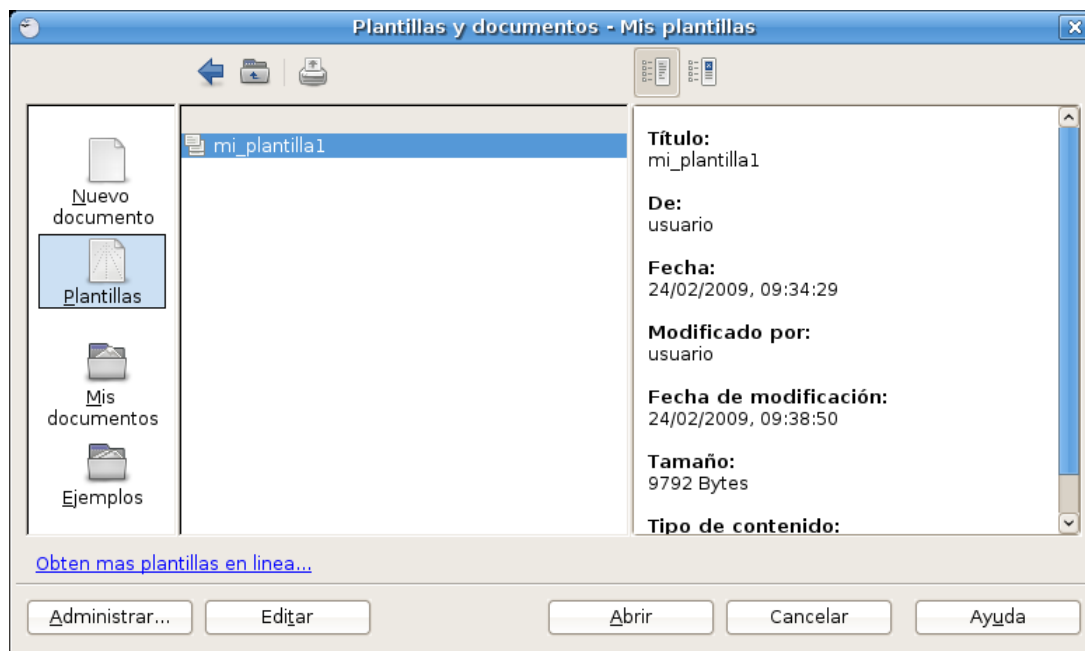 Plantillas y documentos - Mis plantillas
Nuevo
documento
Plantillas
Mis
documentos
Ejemplos
mi_plantilla1
Título:
mi_plantilla1
De:
usuario
Fecha:
24/02/2009, 09:34:29
Modificado por:
usuario
Fecha de modificación:
24/02/2009, 09:38:50
Tamaño:
9792 Bytes
Tipo de contenido:
Obten mas plantillas en linea...
Administrar...
Editar
Abrir
Cancelar
Ayuda